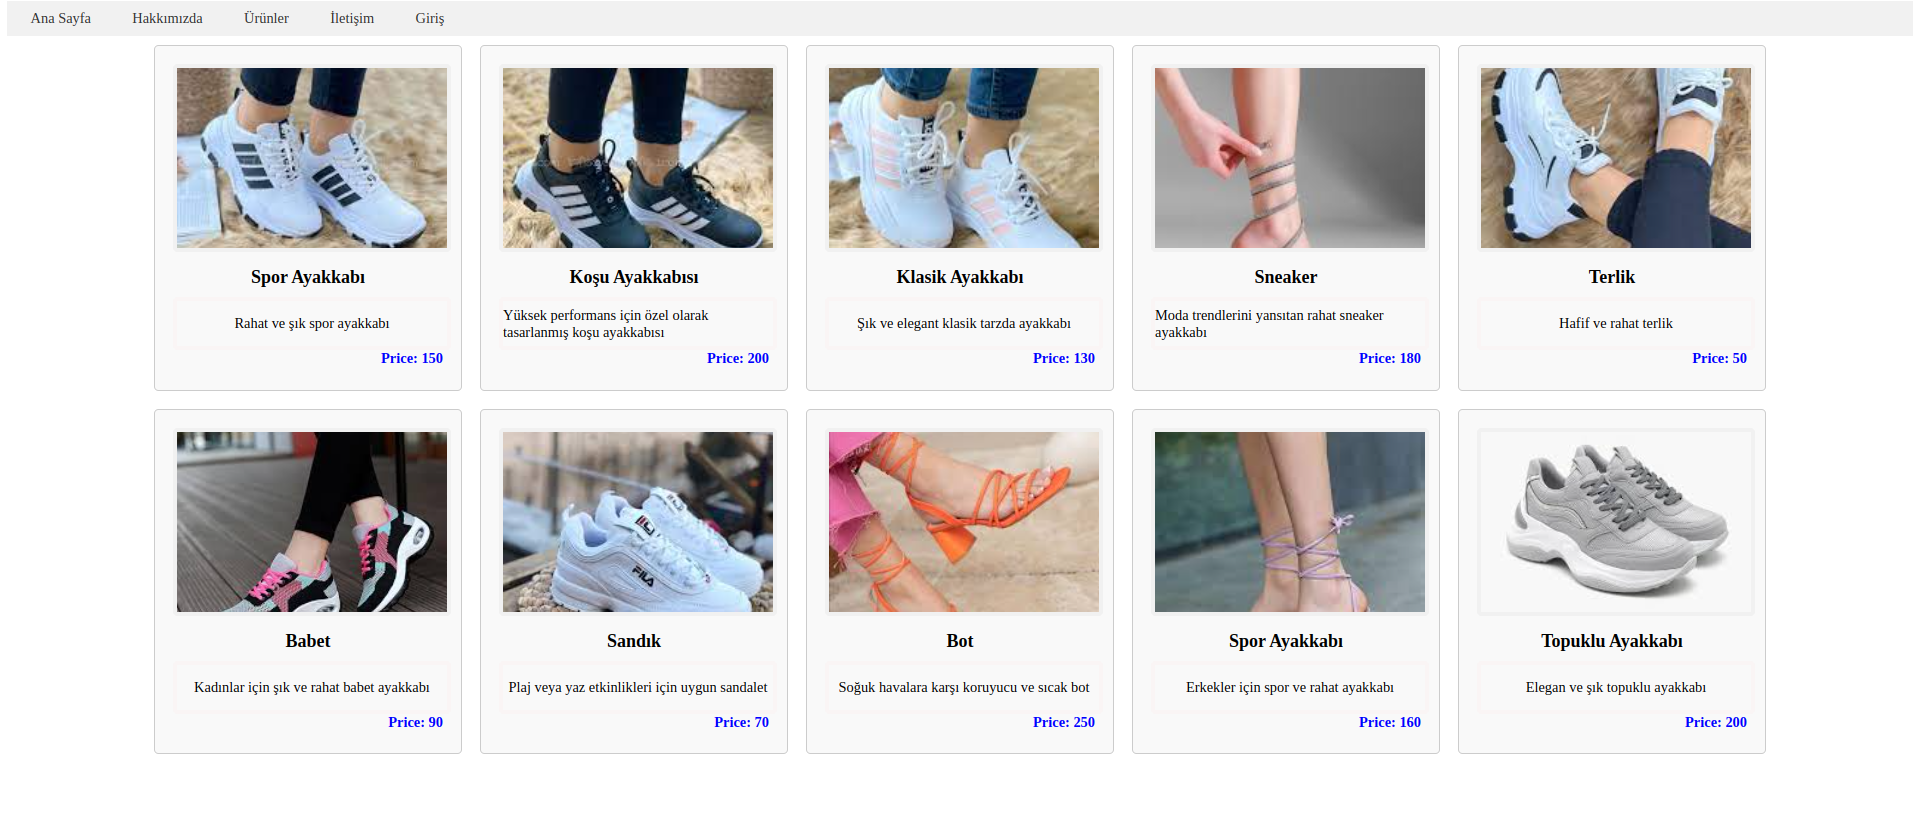 Ana Sayfa Hakkımızda Ürünler İletişim Giriş
Spor Ayakkabı
Rahat ve şık spor ayakkabı
Price: 150
Koşu Ayakkabısı
Yüksek performans için özel olarak
tasarlanmış koşu ayakkabısı
Price: 200
Klasik Ayakkabı
Şık ve elegant klasik tarzda ayakkabı
Price: 130
Sneaker
Moda trendlerini yansıtan rahat sneaker
ayakkabı
Price: 180
Terlik
Hafif ve rahat terlik
Price: 50
Babet
Kadınlar için şık ve rahat babet ayakkabı
Price: 90
FILA
Sandık
Plaj veya yaz etkinlikleri için uygun sandalet
Price: 70
Bot
Soğuk havalara karşı koruyucu ve sıcak bot
Price: 250
Spor Ayakkabı
Erkekler için spor ve rahat ayakkabı
Price: 160
Topuklu Ayakkabı
Elegan ve şık topuklu ayakkabı
Price: 200